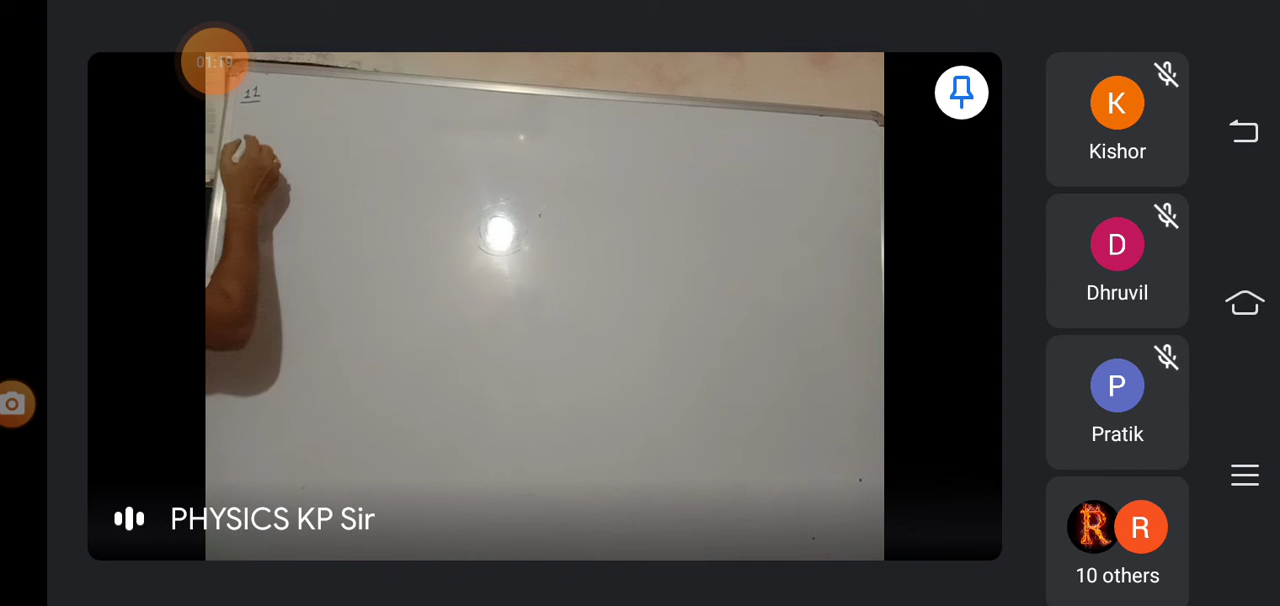 01:19
11
K
Kishor
D
Dhruvil
P
Pratik
R R
10 others
PHYSICS KP Sir